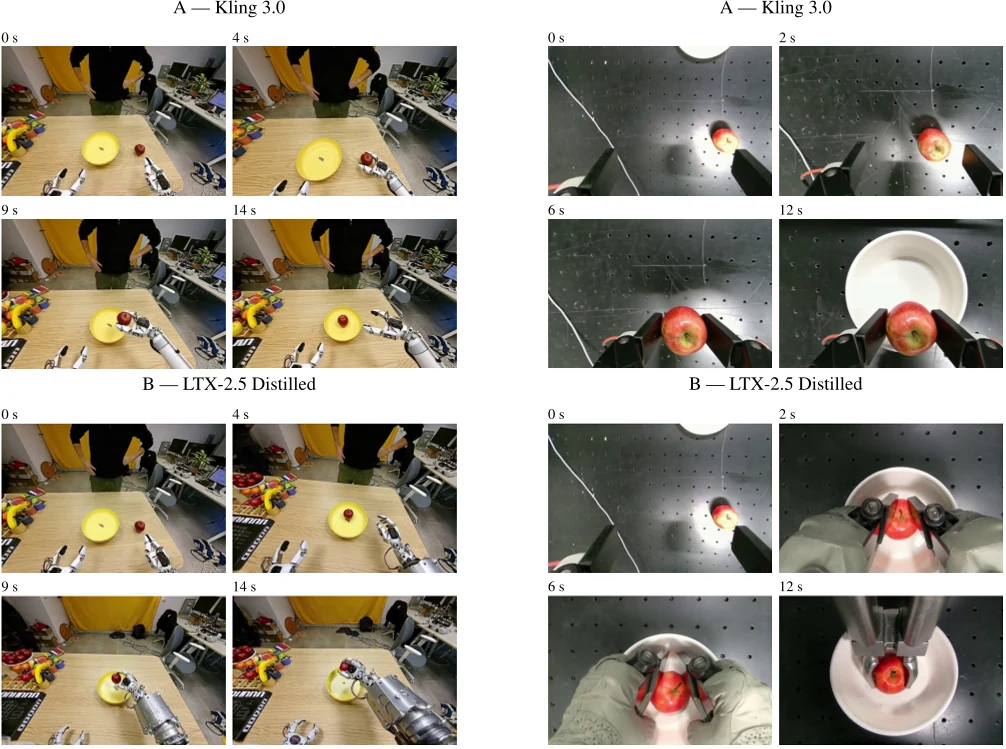 A — Kling 3.0
0 s
4 s
9 s
14 s
B — LTX-2.5 Distilled
0 s
4 s
9 s
14 s
A — Kling 3.0
0 s
2 s
6 s
12 s
B — LTX-2.5 Distilled
0 s
2 s
6 s
12 s